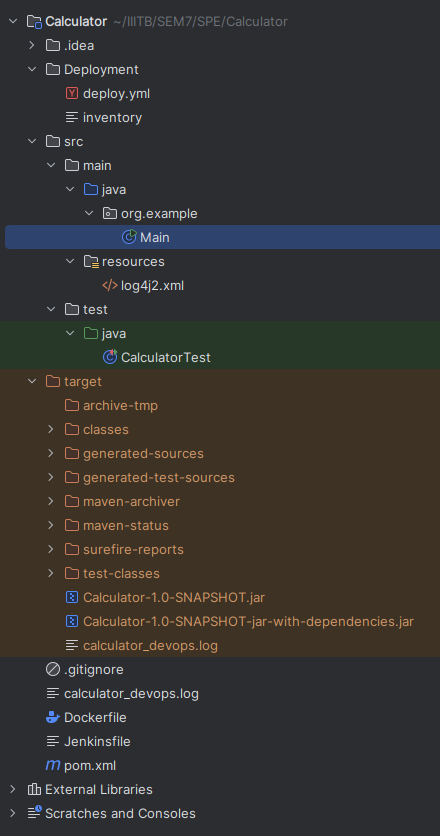 Calculator ~/IIITB/SEM7/SPE/Calculator
.idea
Deployment
deploy.yml
inventory
src
main
java
org.example
Main
resources
log4j2.xml
test
java
CalculatorTest
target
archive-tmp
classes
generated-sources
generated-test-sources
maven-archiver
maven-status
surefire-reports
test-classes
Calculator-1.0-SNAPSHOT.jar
Calculator-1.0-SNAPSHOT-jar-with-dependencies.jar
calculator_devops.log
.gitignore
calculator_devops.log
Dockerfile
Jenkinsfile
pom.xml
External Libraries
Scratches and Consoles